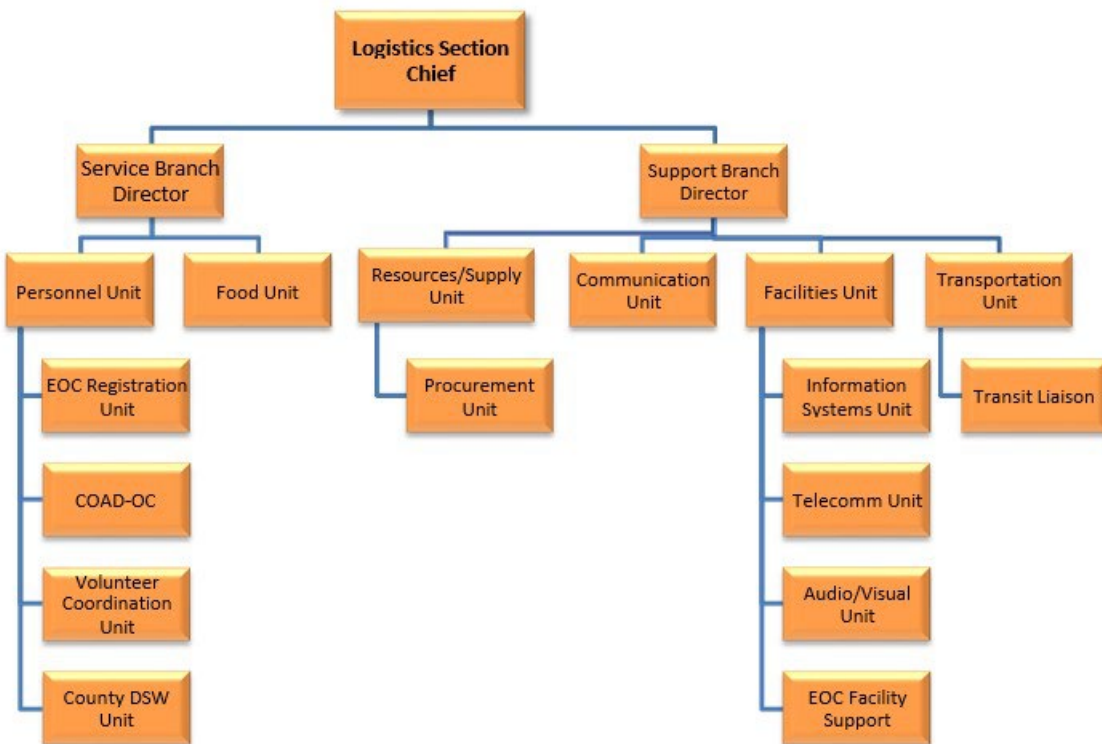 Logistics Section
Chief
Service Branch
Director
Support Branch
Director
Personnel Unit
Food Unit
Resources/Supply
Unit
Communication
Unit
Facilities Unit
Transportation
Unit
EOC Registration
Unit
Procurement
Unit
Information
Systems Unit
Transit Liaison
COAD-OC
Telecomm Unit
Volunteer
Coordination
Unit
Audio/Visual
Unit
County DSW
Unit
EOC Facility
Support